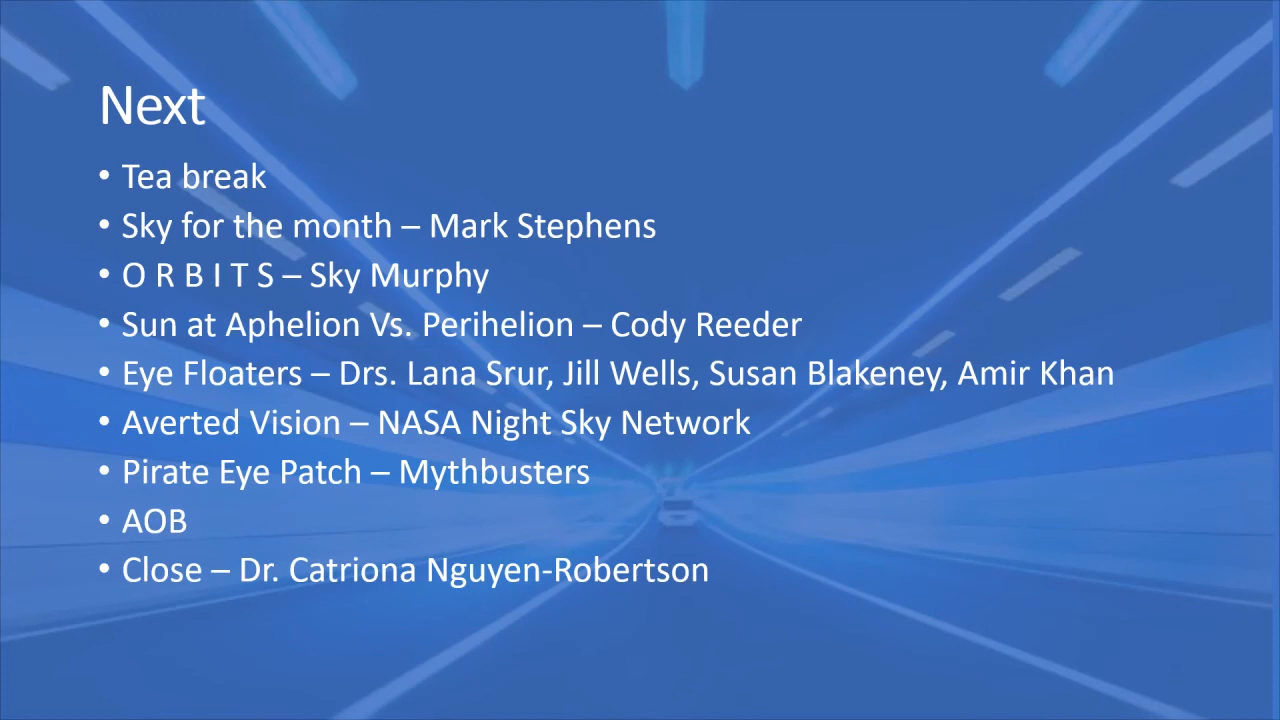 Next
• Tea break
• Sky for the month – Mark Stephens
• O R B I T S – Sky Murphy
• Sun at Aphelion Vs. Perihelion – Cody Reeder
• Eye Floaters – Drs. Lana Srur, Jill Wells, Susan Blakeney, Amir Khan
• Averted Vision – NASA Night Sky Network
• Pirate Eye Patch – Mythbusters
• AOB
• Close – Dr. Catriona Nguyen-Robertson